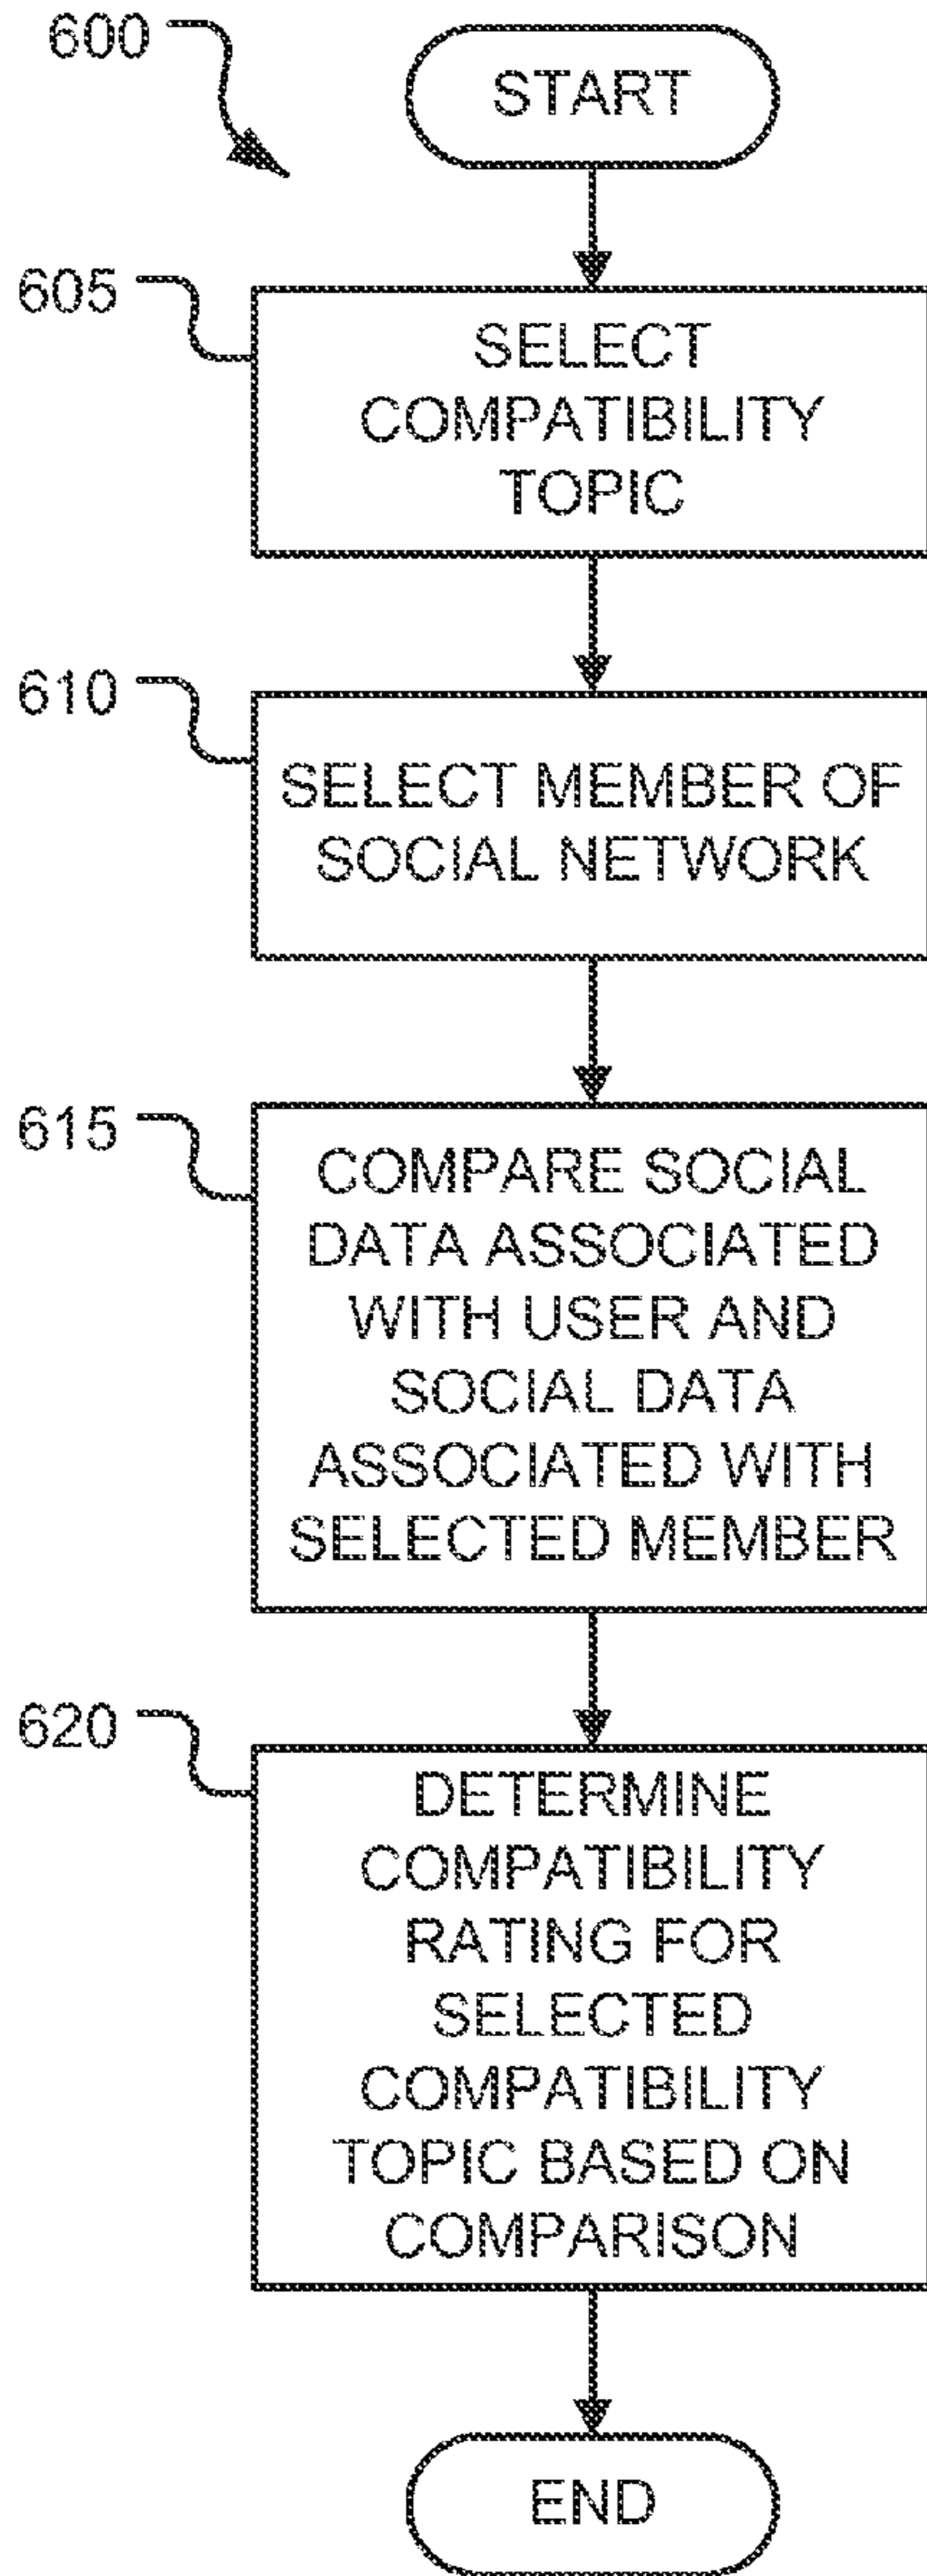 600
START
605
SELECT
COMPATIBILITY
TOPIC
610
SELECT MEMBER OF
SOCIAL NETWORK
615
COMPARE SOCIAL
DATA ASSOCIATED
WITH USER AND
SOCIAL DATA
ASSOCIATED WITH
SELECTED MEMBER
620
DETERMINE
COMPATIBILITY
RATING FOR
SELECTED
COMPATIBILITY
TOPIC BASED ON
COMPARISON
END